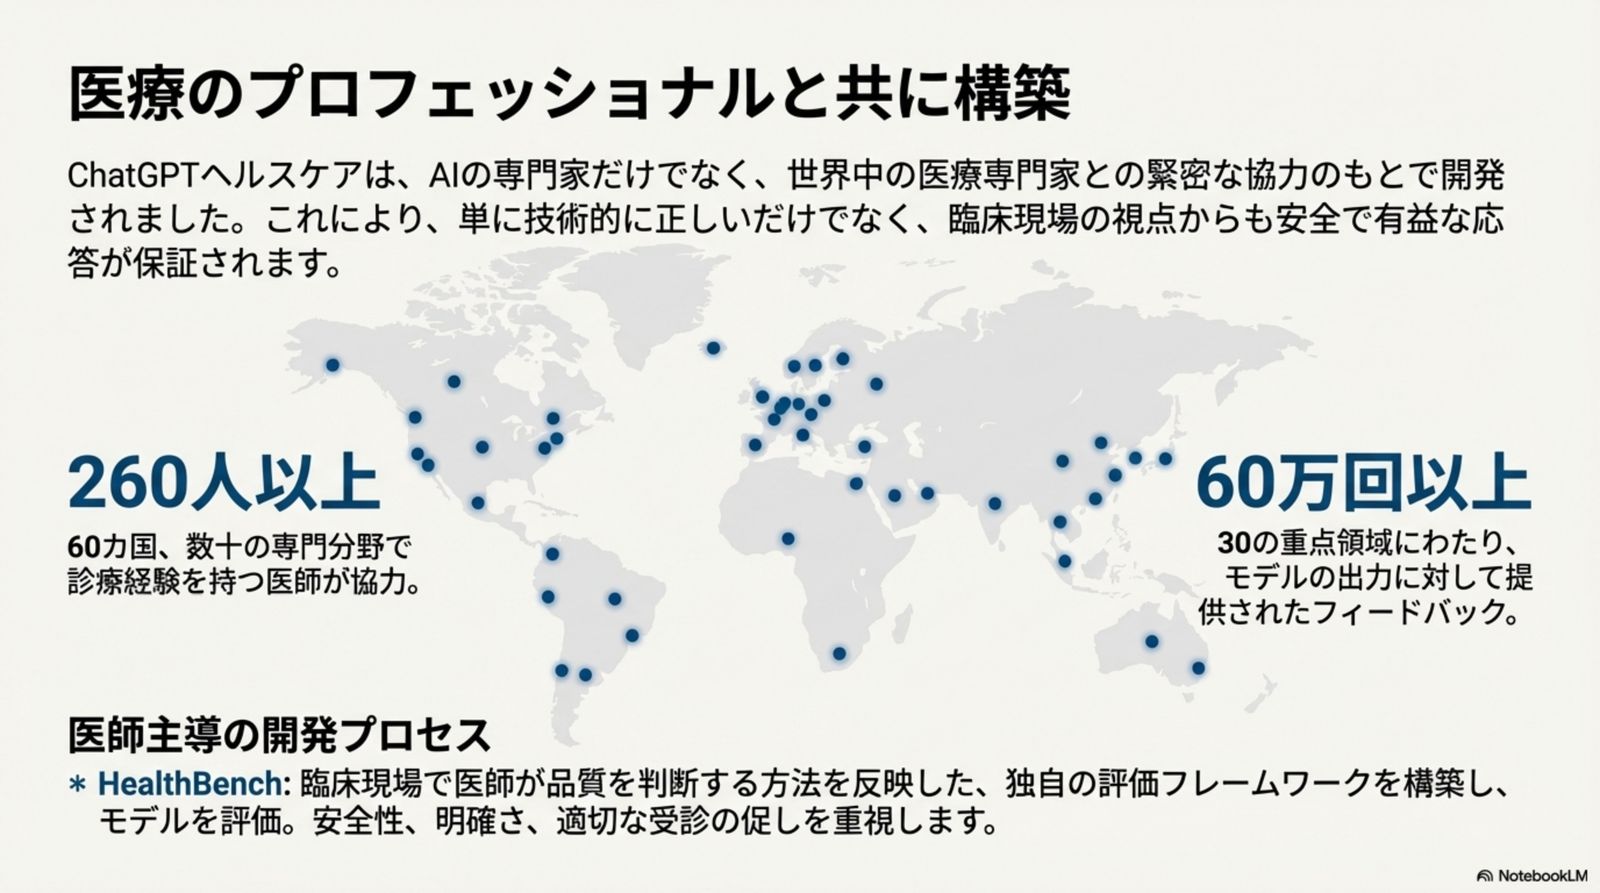 医療のプロフェッショナルと共に構築
ChatGPTヘルスケアは、AIの専門家だけでなく、世界中の医療専門家との緊密な協力のもとで開発
されました。これにより、単に技術的に正しいだけでなく、臨床現場の視点からも安全で有益な応
答が保証されます。
260人以上
60カ国、数十の専門分野で
診療経験を持つ医師が協力。
60万回以上
30の重点領域にわたり、
モデルの出力に対して提
供されたフィードバック。
医師主導の開発プロセス
* HealthBench: 臨床現場で医師が品質を判断する方法を反映した、独自の評価フレームワークを構築し、
モデルを評価。安全性、明確さ、適切な受診の促しを重視します。
NotebookLM